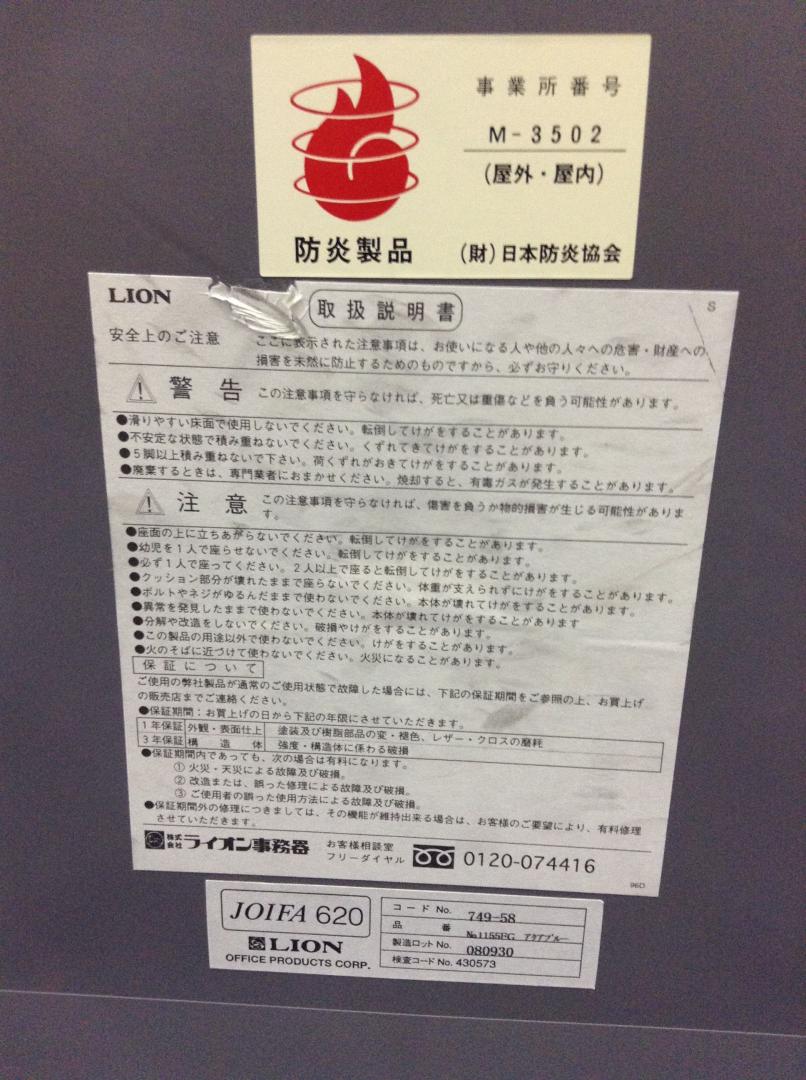 事業所番号
M-3502
(屋外・屋内)
防炎製品
(財)日本防炎協会
LION
取扱説明書
S
安全上のご注意
ここに表示された注意事項は、お使いになる人や他の人々への危害・財産への
損害を未然に防止するためのものですから、必ずお守りください。
警告 この注意事項を守らなければ、死亡又は重傷などを負う可能性があります。
●滑りやすい床面で使用しないでください。転倒してけがをすることがあります。
●不安定な状態で積み重ねないでください。くずれてきてけがをすることがあります。
●5脚以上積み重ねないで下さい。荷くずれがおきてけがをすることがあります。
●廃棄するときは、専門業者におまかせください。焼却すると、有毒ガスが発生することがあります。
注意 この注意事項を守らなければ、傷害を負うか物的損害が生じる可能性がありま
す。
●座面の上に立ちあがらないでください。転倒してけがをすることがあります。
●幼児を1人で座らせないでください。転倒してけがをすることがあります。
●必ず1人で座ってください。2人以上で座ると転倒してけがをすることがあります。
●クッション部分が壊れたままで座らないでください。体重が支えられずにけがをすることがあります。
●ボルトやネジがゆるんだままで使わないでください。本体が壊れてけがをすることがあります。
●異常を発見したままで使わないでください。本体が壊れてけがをすることがあります
●分解や改造をしないでください。破損やけがをすることがあります。
●この製品の用途以外で使わないでください。けがをすることがあります。
●火のそばに近づけて使わないでください。火災になることがあります。
保証について
ご使用の弊社製品が通常のご使用状態で故障した場合には、下記の保証期間をご参照の上、お買上げ
の販売店までご連絡ください。
●保証期間:お買上げの日から下記の年限にさせていただきます。
1年保証 外観・表面仕上 塗装及び樹脂部品の変・褪色、レザー・クロスの磨耗
3年保証 構造体 強度・構造体に係わる破損
●保証期間内であっても、次の場合は有料になります。
① 火災・天災による故障及び破損。
② 改造または、誤った修理による故障及び破損。
③ ご使用者の誤った使用方法による故障及び破損。
●保証期間外の修理につきましては、その機能が維持出来る場合は、お客様のご要望により、有料修理
させていただきます。
株式会社 ライオン事務器
お客様相談室
フリーダイヤル 0120-074416
96D
JOIFA 620
LION
OFFICE PRODUCTS CORP.
コードNo. 749-58
品番 No.1155FG アクアブルー
製造ロットNo. 080930
検査コードNo. 430573